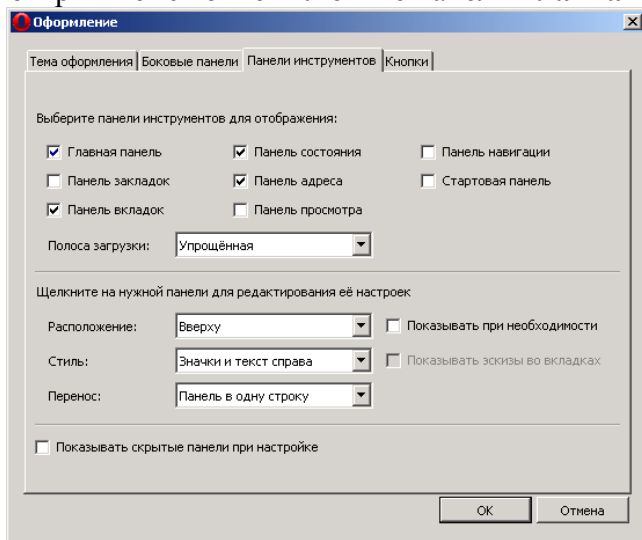 Оформление
Тема оформления Боковые панели Панели инструментов Кнопки
Выберите панели инструментов для отображения:
Главная панель Панель состояния Панель навигации
Панель закладок Панель адреса Стартовая панель
Панель вкладок Панель просмотра
Полоса загрузки: Упрощённая
Щелкните на нужной панели для редактирования её настроек
Расположение: Вверху Показывать при необходимости
Стиль: Значки и текст справа Показывать эскизы во вкладках
Перенос: Панель в одну строку
Показывать скрытые панели при настройке
OK Отмена